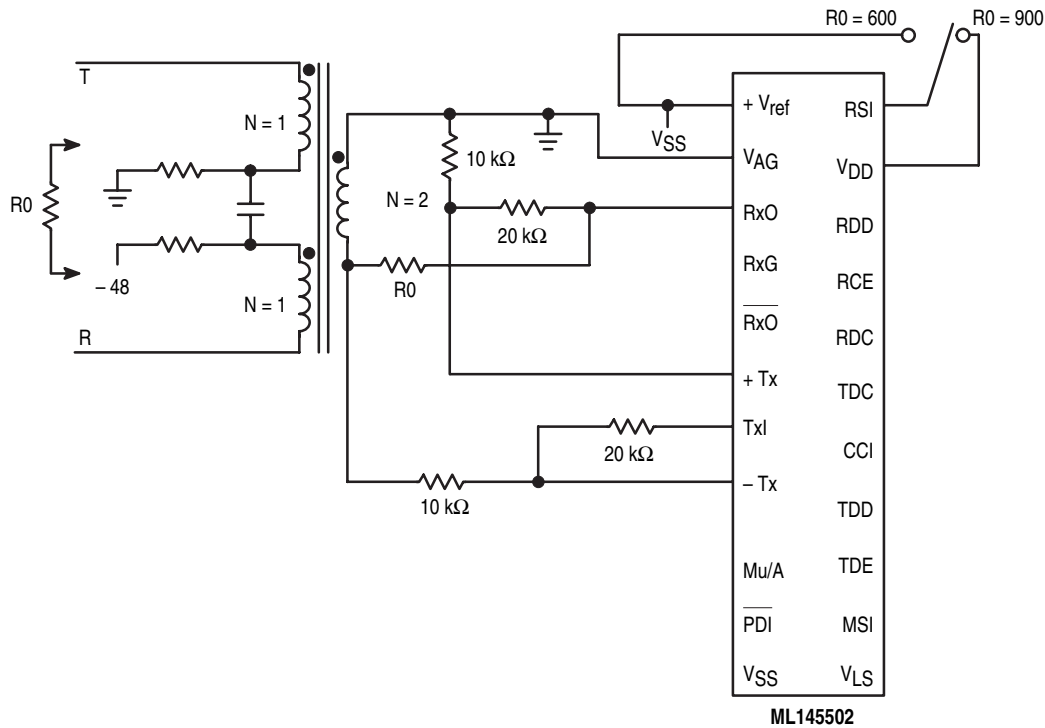 R0 = 600
R0 = 900
T
N = 1
R0
– 48
N = 1
R
N = 2
10 kΩ
20 kΩ
R0
20 kΩ
10 kΩ
VSS
+ Vref
VAG
RxO
RxG
RxO
+ Tx
TxI
– Tx
Mu/A
PDI
VSS
RSI
VDD
RDD
RCE
RDC
TDC
CCI
TDD
TDE
MSI
VLS
ML145502